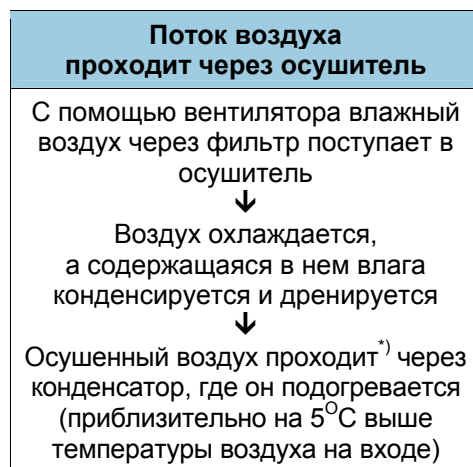 Поток воздуха
проходит через осушитель
С помощью вентилятора влажный
воздух через фильтр поступает в
осушитель
↓
Воздух охлаждается,
а содержащаяся в нем влага
конденсируется и дренируется
↓
Осушенный воздух проходит*) через
конденсатор, где он подогревается
(приблизительно на 5°С выше
температуры воздуха на входе)